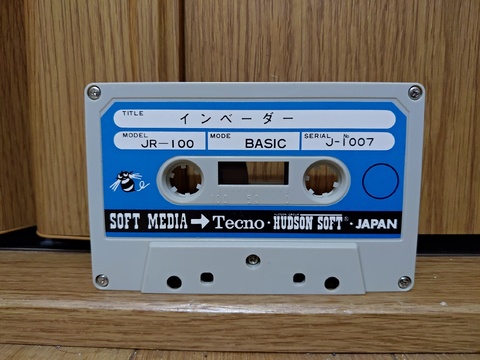 TITLE インベーダー
MODEL JR-100 MODE BASIC SERIAL № J-1007
SOFT MEDIA → Tecno · HUDSON SOFT® · JAPAN